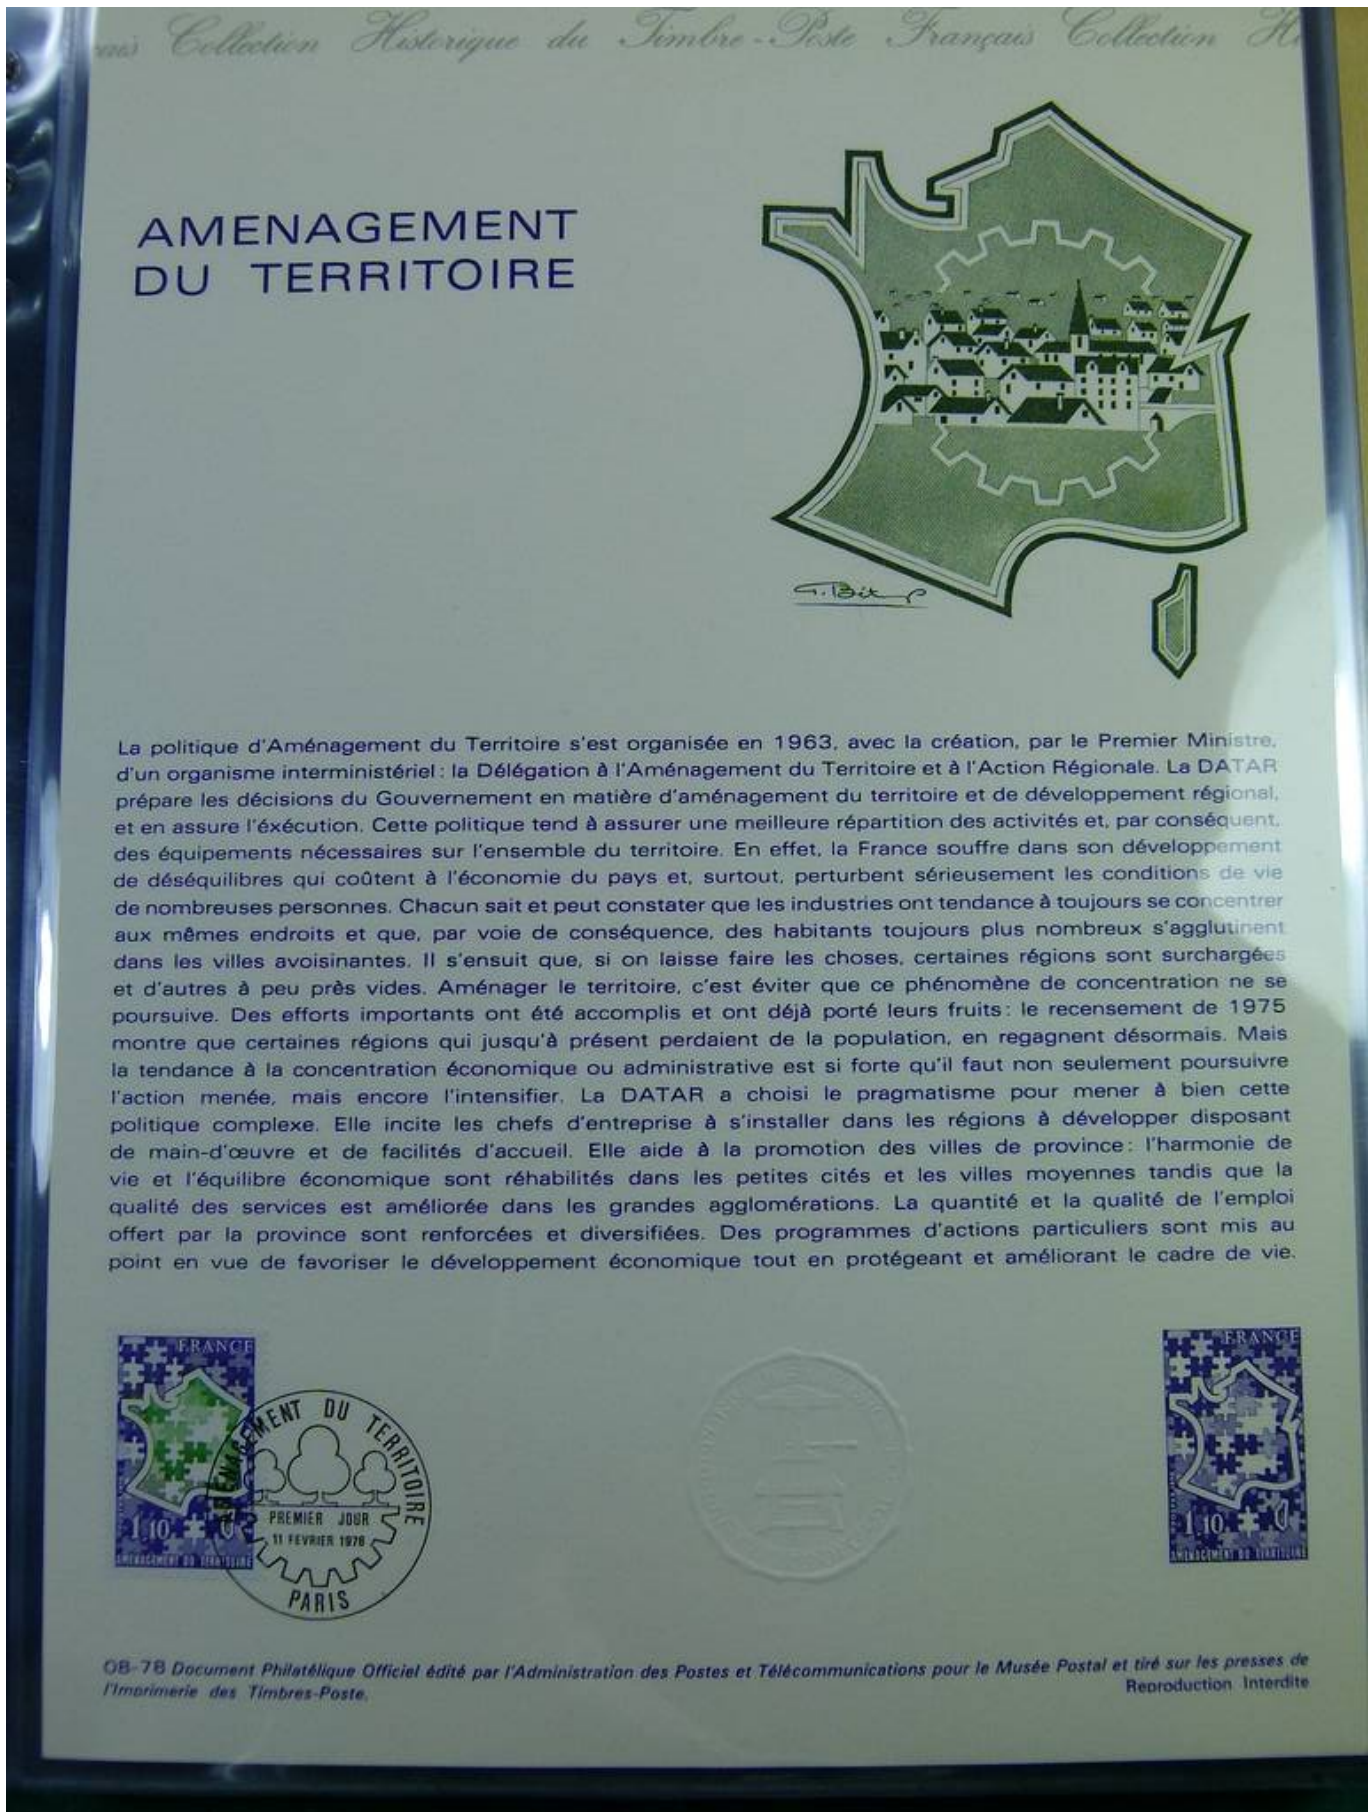 Collection Historique du Timbre-Poste Français Collection
AMENAGEMENT
DU TERRITOIRE
La politique d'Aménagement du Territoire s'est organisée en 1963, avec la création, par le Premier Ministre,
d'un organisme interministériel : la Délégation à l'Aménagement du Territoire et à l'Action Régionale. La DATAR
prépare les décisions du Gouvernement en matière d'aménagement du territoire et de développement régional,
et en assure l'éxécution. Cette politique tend à assurer une meilleure répartition des activités et, par conséquent,
des équipements nécessaires sur l'ensemble du territoire. En effet, la France souffre dans son développement
de déséquilibres qui coûtent à l'économie du pays et, surtout, perturbent sérieusement les conditions de vie
de nombreuses personnes. Chacun sait et peut constater que les industries ont tendance à toujours se concentrer
aux mêmes endroits et que, par voie de conséquence, des habitants toujours plus nombreux s'agglutinent
dans les villes avoisinantes. Il s'ensuit que, si on laisse faire les choses, certaines régions sont surchargées
et d'autres à peu près vides. Aménager le territoire, c'est éviter que ce phénomène de concentration ne se
poursuive. Des efforts importants ont été accomplis et ont déjà porté leurs fruits : le recensement de 1975
montre que certaines régions qui jusqu'à présent perdaient de la population, en regagnent désormais. Mais
la tendance à la concentration économique ou administrative est si forte qu'il faut non seulement poursuivre
l'action menée, mais encore l'intensifier. La DATAR a choisi le pragmatisme pour mener à bien cette
politique complexe. Elle incite les chefs d'entreprise à s'installer dans les régions à développer disposant
de main-d'œuvre et de facilités d'accueil. Elle aide à la promotion des villes de province : l'harmonie de
vie et l'équilibre économique sont réhabilités dans les petites cités et les villes moyennes tandis que la
qualité des services est améliorée dans les grandes agglomérations. La quantité et la qualité de l'emploi
offert par la province sont renforcées et diversifiées. Des programmes d'actions particuliers sont mis au
point en vue de favoriser le développement économique tout en protégeant et améliorant le cadre de vie.
FRANCE
1,10
AMENAGEMENT DU TERRITOIRE
AMENAGEMENT DU TERRITOIRE
PREMIER JOUR
11 FEVRIER 1978
PARIS
FRANCE
1,10
AMENAGEMENT DU TERRITOIRE
08-78 Document Philatélique Officiel édité par l'Administration des Postes et Télécommunications pour le Musée Postal et tiré sur les presses de
l'Imprimerie des Timbres-Poste. Reproduction Interdite